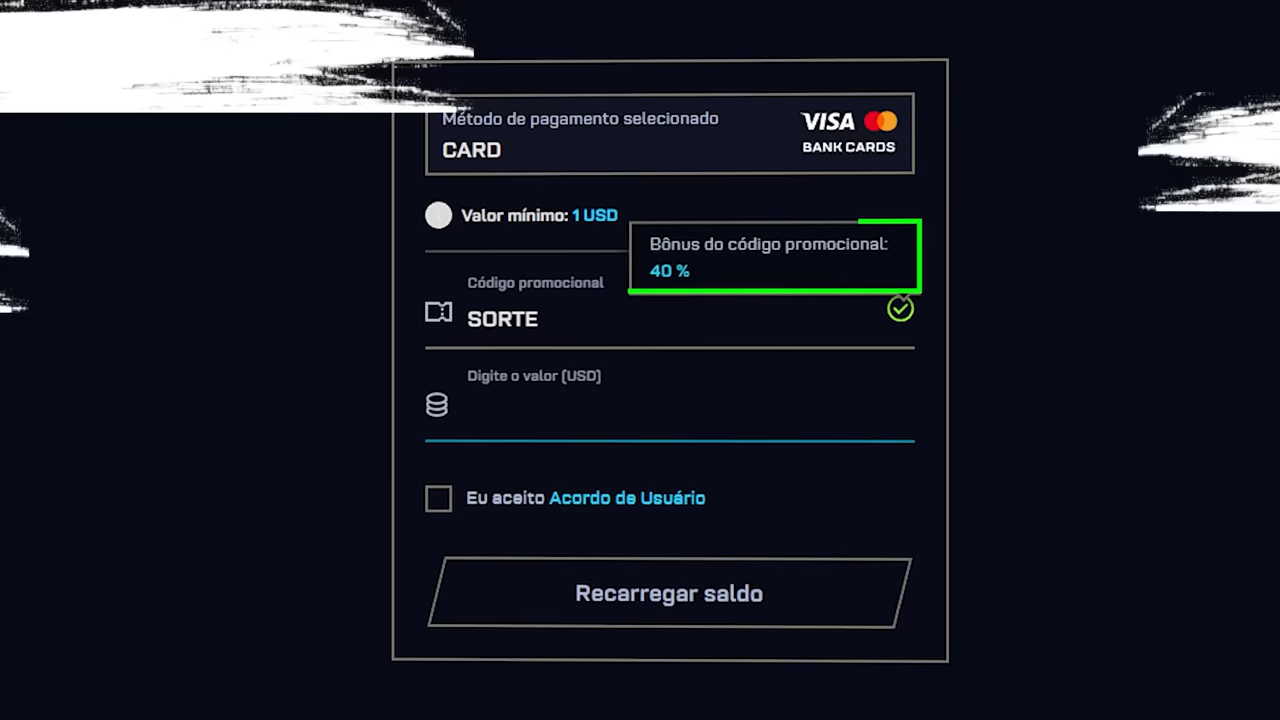 Método de pagamento selecionado
CARD
VISA
BANK CARDS
Valor mínimo: 1 USD
Bônus do código promocional:
40 %
Código promocional
SORTE
Digite o valor (USD)
Eu aceito Acordo de Usuário
Recarregar saldo